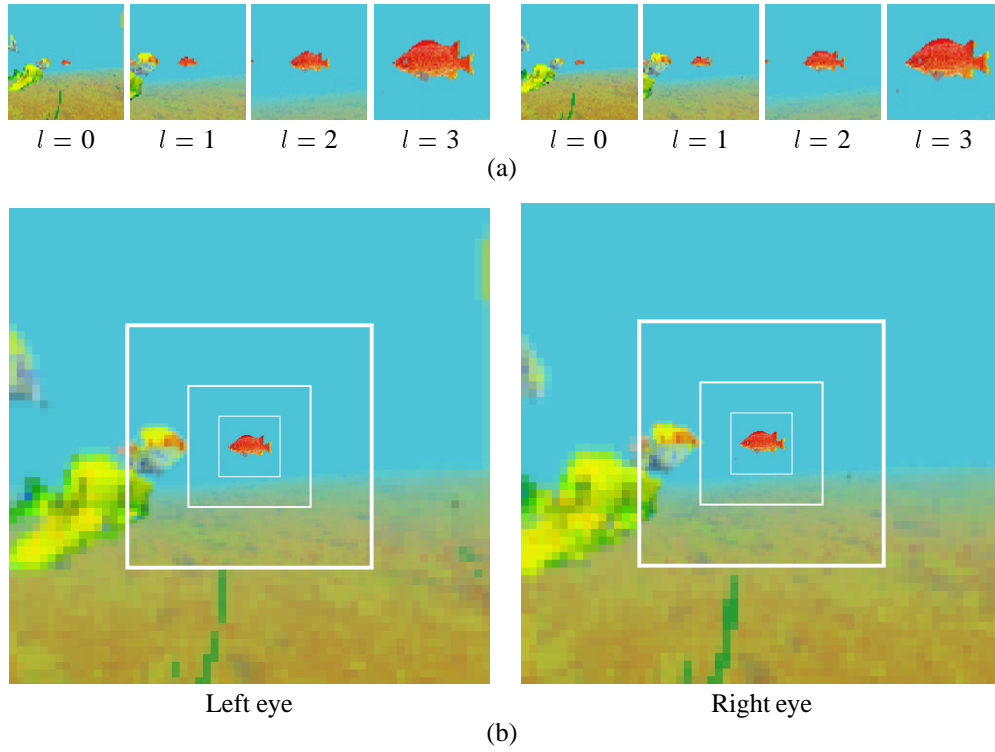 l = 0 l = 1 l = 2 l = 3 l = 0 l = 1 l = 2 l = 3
(a)
Left eye Right eye
(b)